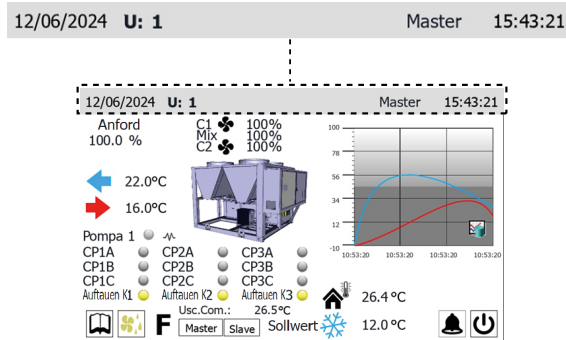 12/06/2024 U: 1 Master 15:43:21
12/06/2024 U: 1 Master 15:43:21
Anford
100.0 %
C1 100%
Mix 100%
C2 100%
22.0°C
16.0°C
100
78
56
34
12
-10
10:53:20 10:53:20 10:53:20 10:53:20
Pompa 1
CP1A CP2A CP3A
CP1B CP2B CP3B
CP1C CP2C CP3C
Auftauen K1 Auftauen K2 Auftauen K3
26.4 °C
F
Usc.Com.: 26.5°C
Master Slave Sollwert 12.0 °C